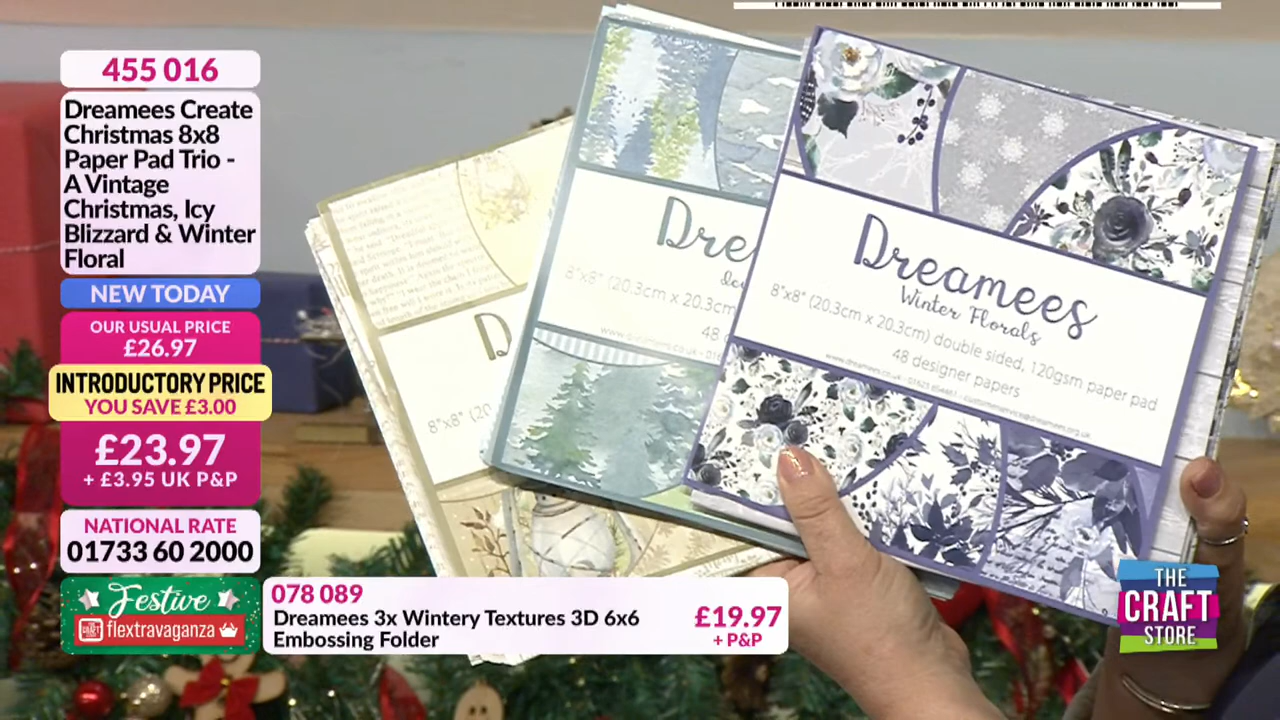 455 016
Dreamees Create
Christmas 8x8
Paper Pad Trio -
A Vintage
Christmas, Icy
Blizzard & Winter
Floral
NEW TODAY
OUR USUAL PRICE
£26.97
INTRODUCTORY PRICE
YOU SAVE £3.00
£23.97
+ £3.95 UK P&P
NATIONAL RATE
01733 60 2000
Festive
flextravaganza
078 089
Dreamees 3x Wintery Textures 3D 6x6
Embossing Folder
£19.97
+ P&P
D
8"x8" (20
Dre
8"x8" (20.3cm x 20.3cm
48
Dreamees
Winter Florals
8"x8" (20.3cm x 20.3cm) double sided, 120gsm paper pad
48 designer papers
THE
CRAFT
STORE